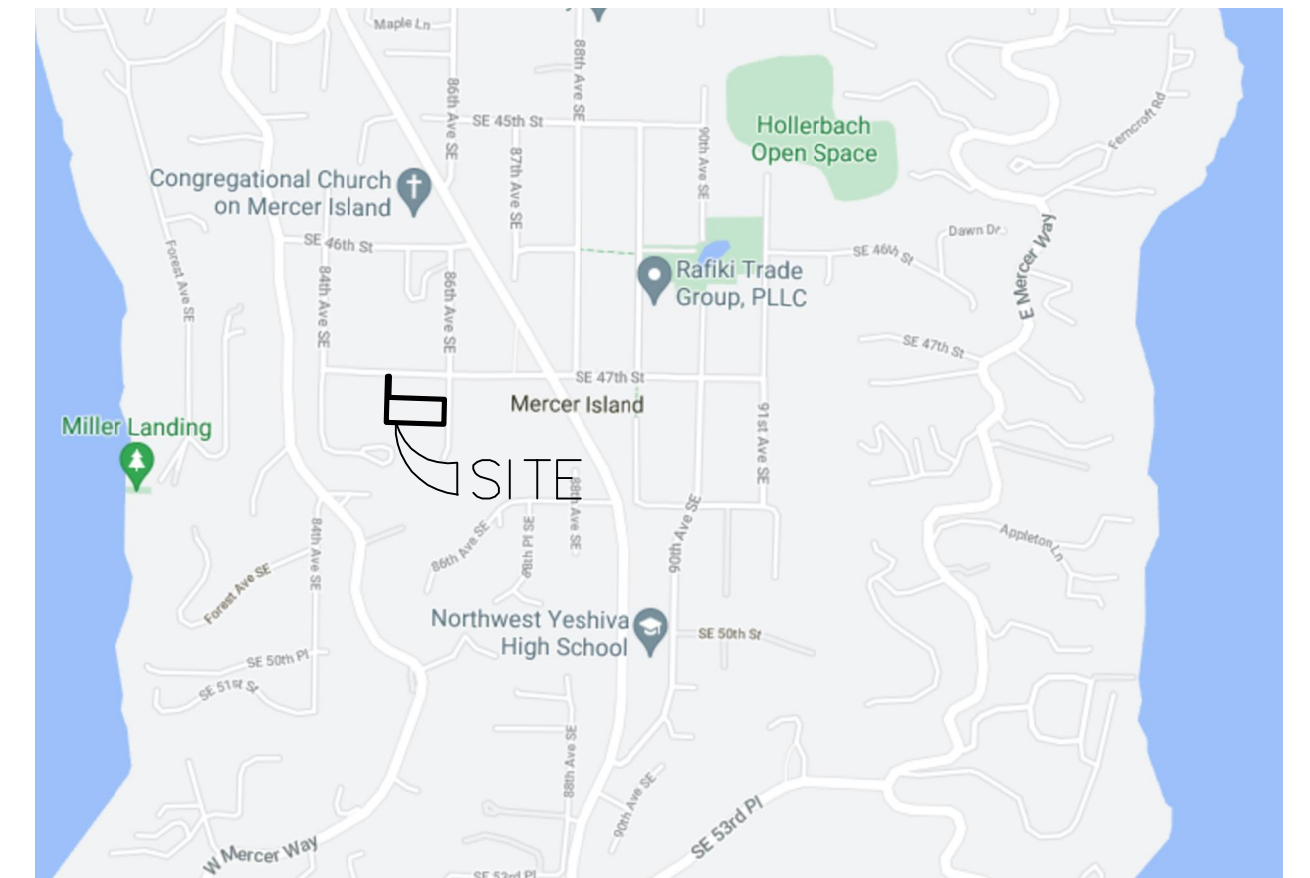 Maple Ln
88th Ave SE
86th Ave SE
SE 45th St
87th Ave SE
90th Ave SE
Hollerbach
Open Space
Ferncroft Rd
Congregational Church
on Mercer Island
SE 46th St
Forest Ave SE
84th Ave SE
86th Ave SE
Rafiki Trade
Group, PLLC
SE 46th St
Dawn Dr
E Mercer Way
SE 47th St
SE 47th St
Mercer Island
91st Ave SE
Miller Landing
SITE
88th Ave SE
84th Ave SE
86th Ave SE
90th Ave SE
Appleton Ln
Forest Ave SE
Northwest Yeshiva
High School
SE 50th St
SE 50th Pl
SE 51st St
88th Ave SE
90th Ave SE
SE 53rd Pl
W Mercer Way
SE 53rd Pl